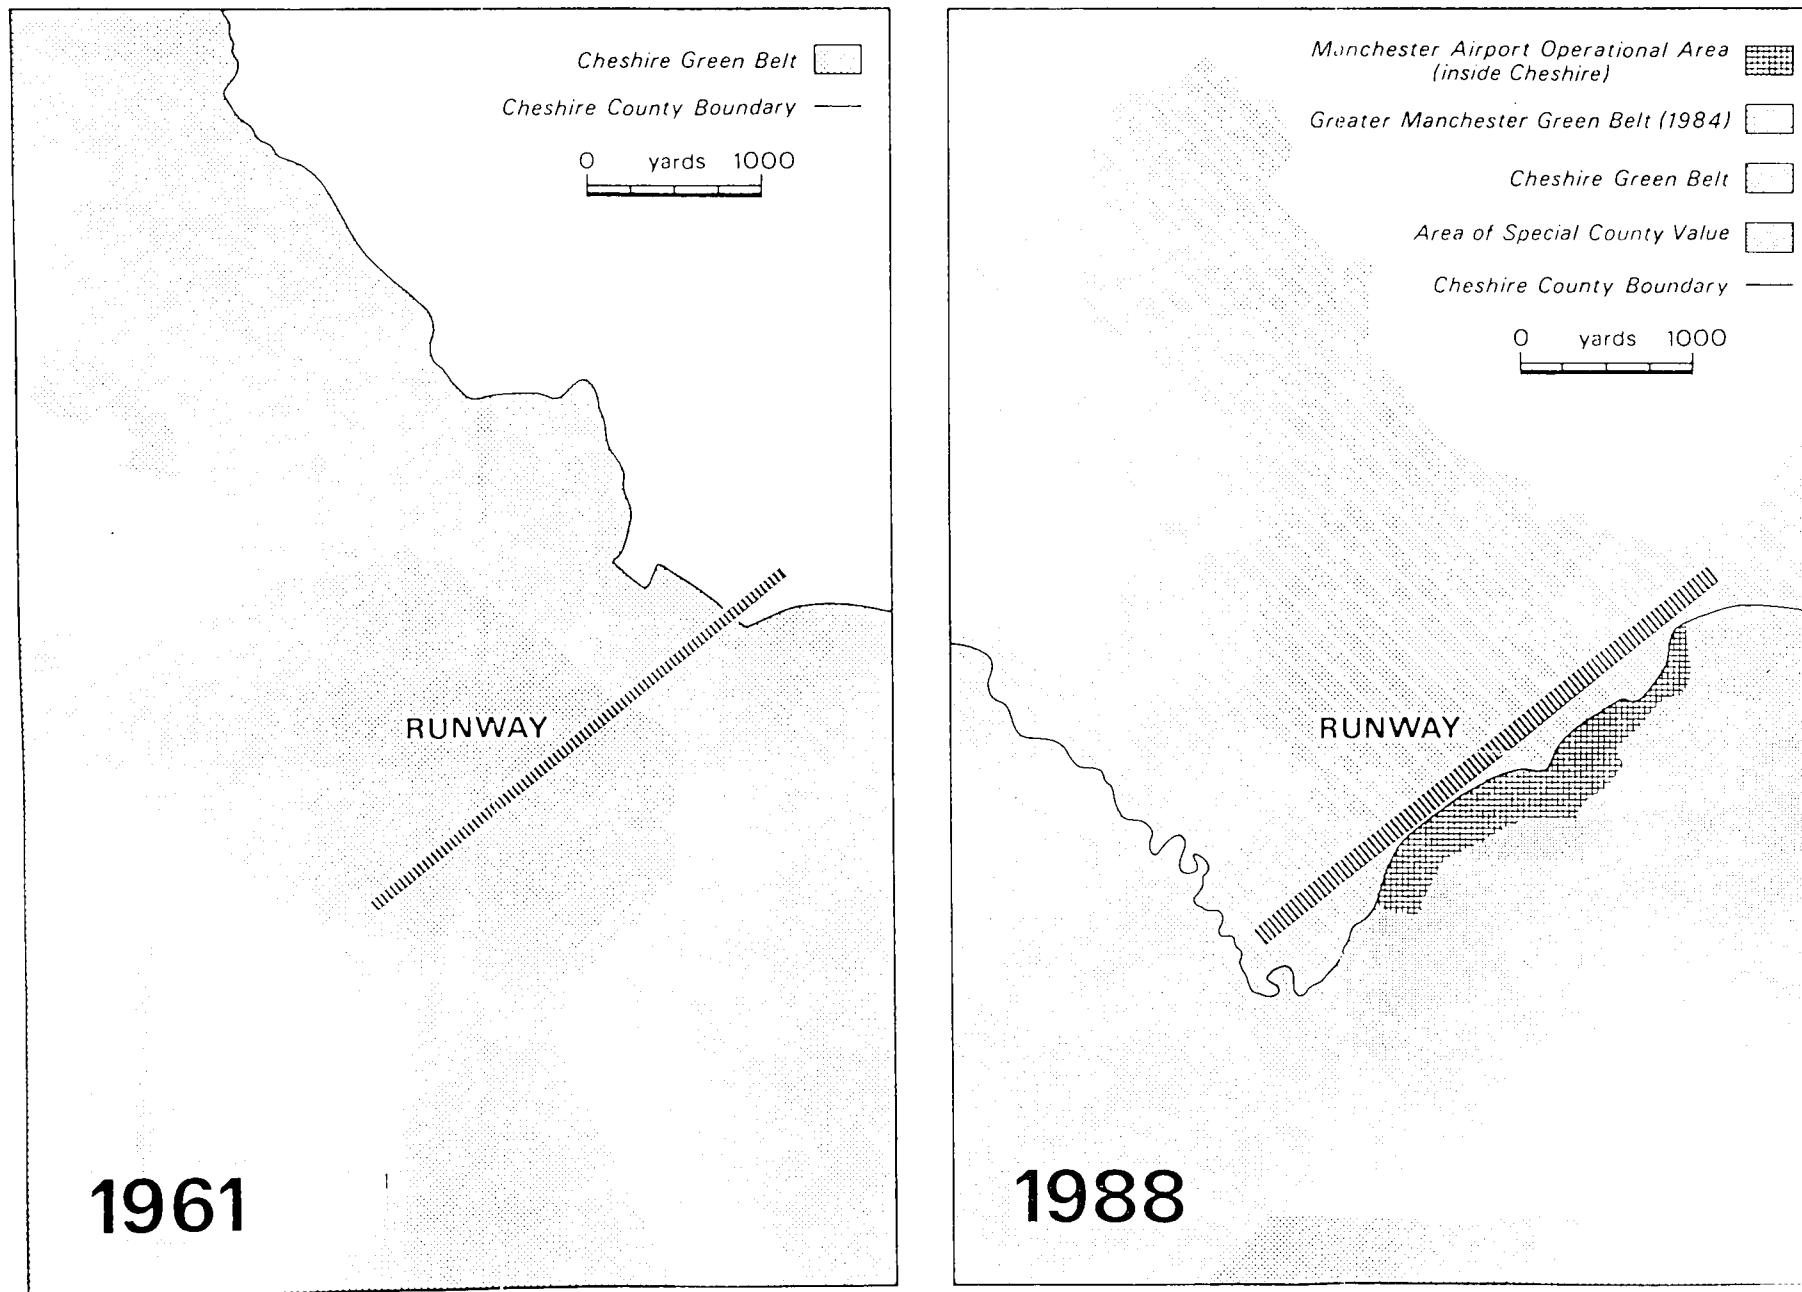 Cheshire Green Belt
Cheshire County Boundary
0 yards 1000
RUNWAY
1961
Manchester Airport Operational Area
(inside Cheshire)
Greater Manchester Green Belt (1984)
Cheshire Green Belt
Area of Special County Value
Cheshire County Boundary
0 yards 1000
RUNWAY
1988